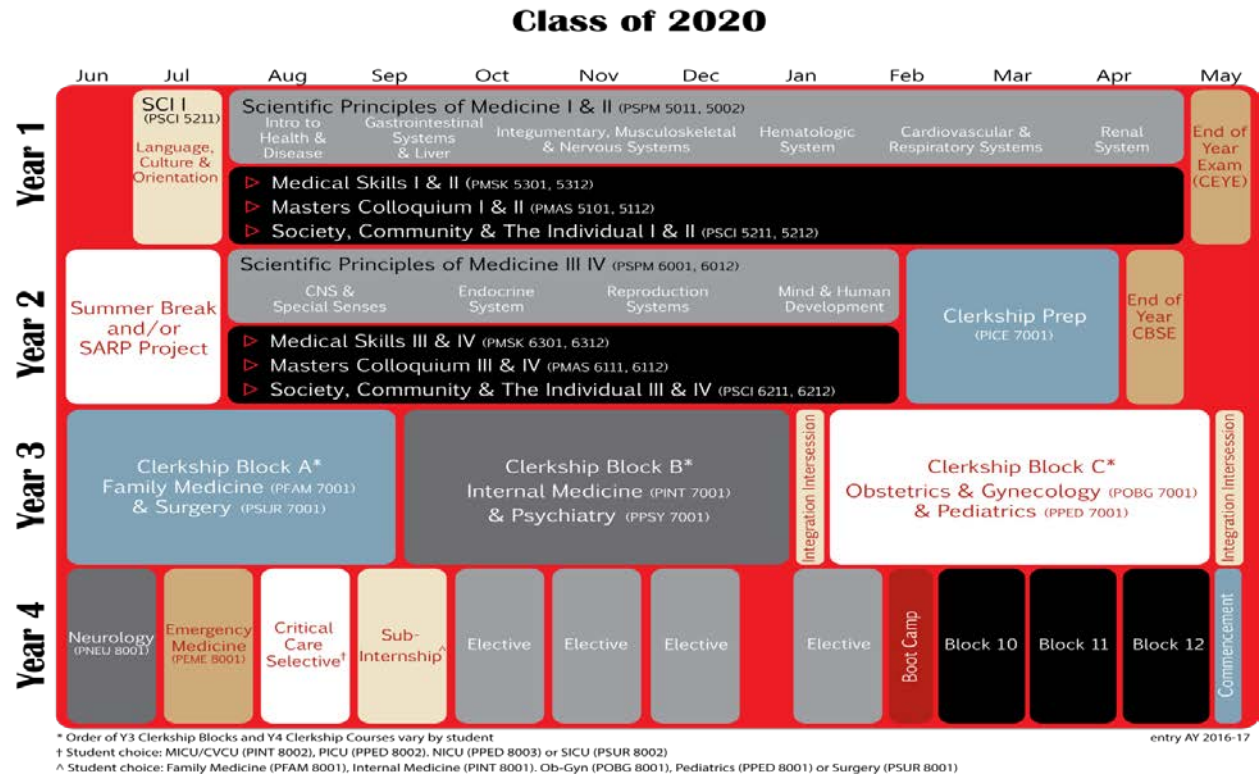 Class of 2020
Jun Jul Aug Sep Oct Nov Dec Jan Feb Mar Apr May
Year 1
SCI I
(PSCI 5211)
Language,
Culture &
Orientation
Scientific Principles of Medicine I & II (PSPM 5011, 5002)
Intro to
Health &
Disease
Gastrointestinal
Systems
& Liver
Integumentary, Musculoskeletal
& Nervous Systems
Hematologic
System
Cardiovascular &
Respiratory Systems
Renal
System
▷ Medical Skills I & II (PMSK 5301, 5312)
▷ Masters Colloquium I & II (PMAS 5101, 5112)
▷ Society, Community & The Individual I & II (PSCI 5211, 5212)
End of
Year
Exam
(CEYE)
Year 2
Summer Break
and/or
SARP Project
Scientific Principles of Medicine III IV (PSPM 6001, 6012)
CNS &
Special Senses
Endocrine
System
Reproduction
Systems
Mind & Human
Development
▷ Medical Skills III & IV (PMSK 6301, 6312)
▷ Masters Colloquium III & IV (PMAS 6111, 6112)
▷ Society, Community & The Individual III & IV (PSCI 6211, 6212)
Clerkship Prep
(PICE 7001)
End of
Year
CBSE
Year 3
Clerkship Block A*
Family Medicine (PFAM 7001)
& Surgery (PSUR 7001)
Clerkship Block B*
Internal Medicine (PINT 7001)
& Psychiatry (PPSY 7001)
Integration Intersession
Clerkship Block C*
Obstetrics & Gynecology (POBG 7001)
& Pediatrics (PPED 7001)
Integration Intersession
Year 4
Neurology
(PNEU 8001)
Emergency
Medicine
(PEME 8001)
Critical
Care
Selective†
Sub-
Internship^
Elective
Elective
Elective
Elective
Boot Camp
Block 10
Block 11
Block 12
Commencement
* Order of Y3 Clerkship Blocks and Y4 Clerkship Courses vary by student
entry AY 2016-17
† Student choice: MICU/CVCU (PINT 8002), PICU (PPED 8002). NICU (PPED 8003) or SICU (PSUR 8002)
^ Student choice: Family Medicine (PFAM 8001), Internal Medicine (PINT 8001). Ob-Gyn (POBG 8001), Pediatrics (PPED 8001) or Surgery (PSUR 8001)